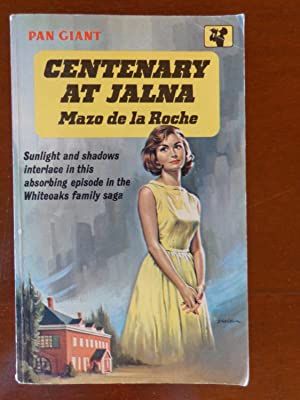 PAN GIANT
CENTENARY
AT JALNA
Mazo de la Roche
Sunlight and shadows
interlace in this
absorbing episode in the
Whiteoaks family saga